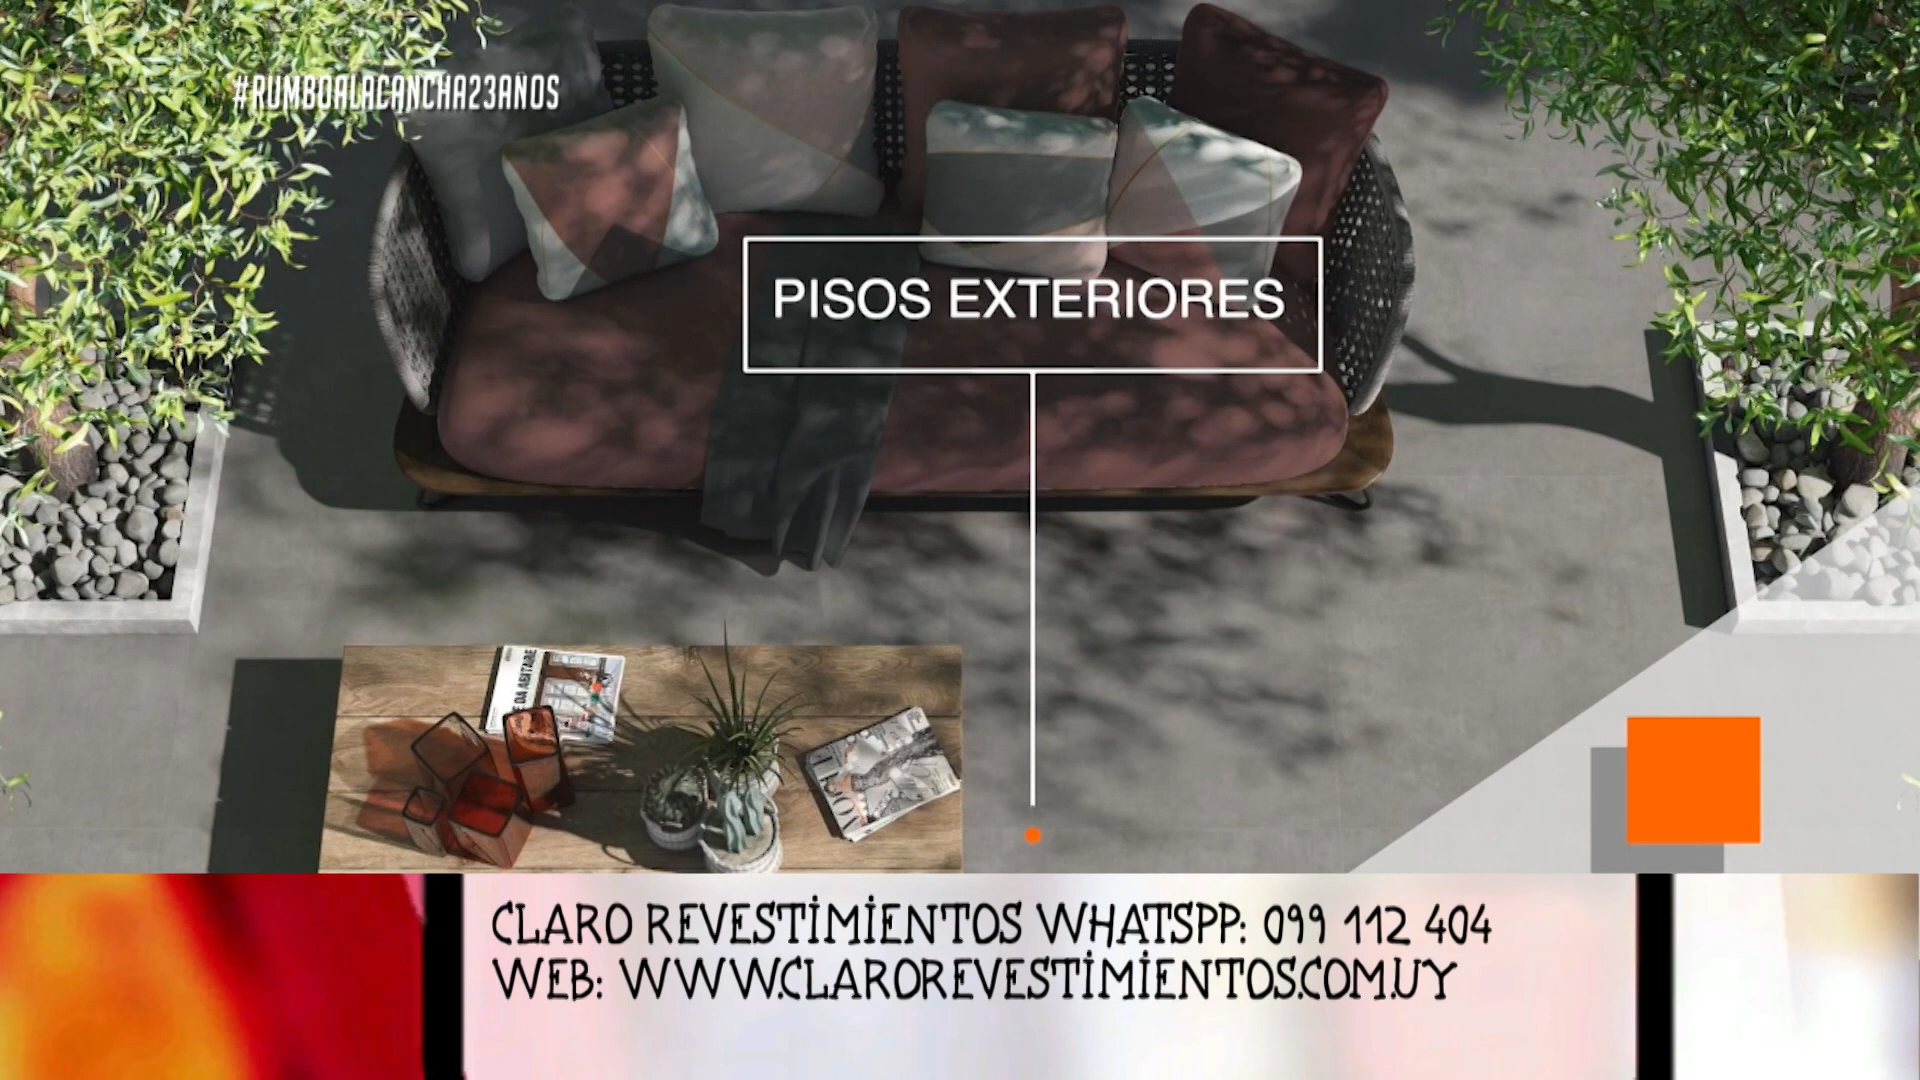 #RUMBOALACANCHA23AÑOS
PISOS EXTERIORES
CLARO REVESTIMIENTOS WHATSPP: 099 112 404
WEB: WWW.CLAROREVESTIMIENTOS.COM.UY